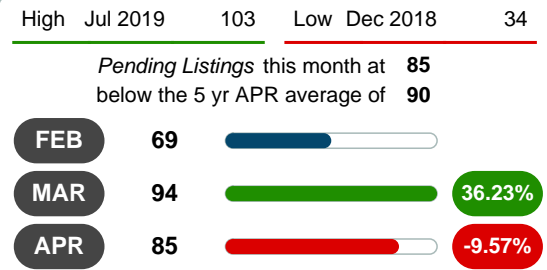 High Jul 2019 103 Low Dec 2018 34
Pending Listings this month at 85
below the 5 yr APR average of 90
FEB 69
MAR 94 36.23%
APR 85 -9.57%